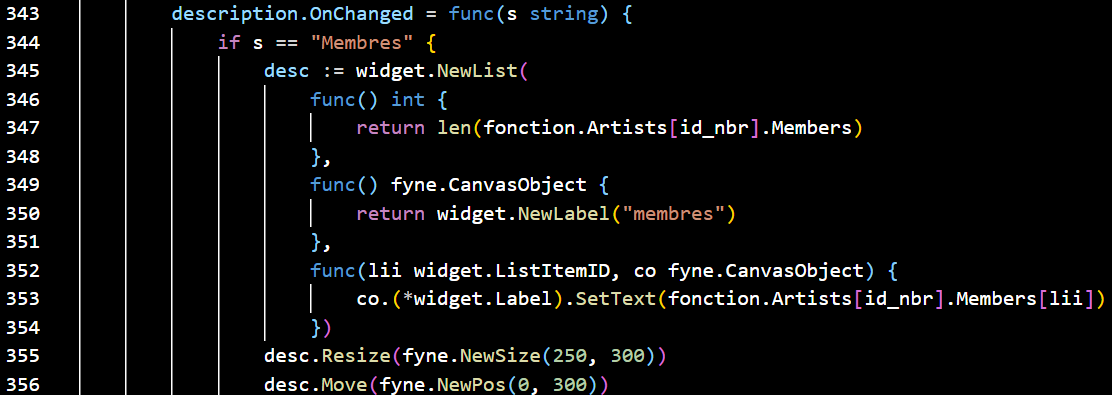 343 description.OnChanged = func(s string) {
344 if s == "Membres" {
345 desc := widget.NewList(
346 func() int {
347 return len(fonction.Artists[id_nbr].Members)
348 },
349 func() fyne.CanvasObject {
350 return widget.NewLabel("membres")
351 },
352 func(lii widget.ListItemID, co fyne.CanvasObject) {
353 co.(*widget.Label).SetText(fonction.Artists[id_nbr].Members[lii])
354 })
355 desc.Resize(fyne.NewSize(250, 300))
356 desc.Move(fyne.NewPos(0, 300))